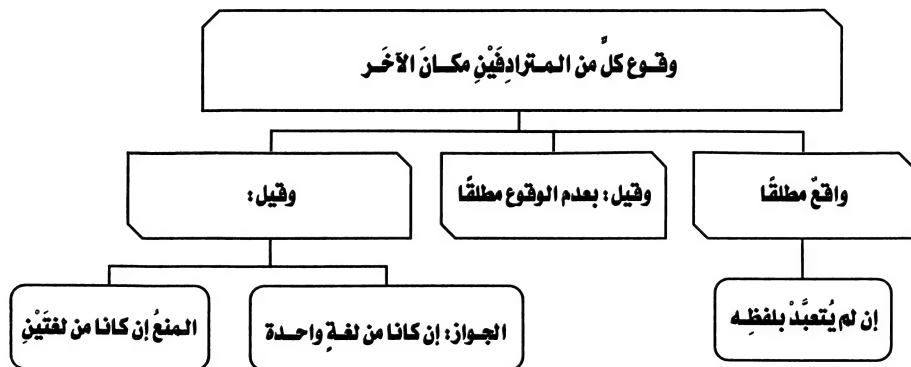 وقوع كلٍّ من المترادِفَيْنِ مكانَ الآخَر
واقعٌ مطلقًا
وقيل: بعدم الوقوع مطلقًا
وقيل:
إن لم يُتعبَّدْ بلفظِه
الجواز: إن كانا من لغةٍ واحدة
المنعُ إن كانا من لغتَيْنِ